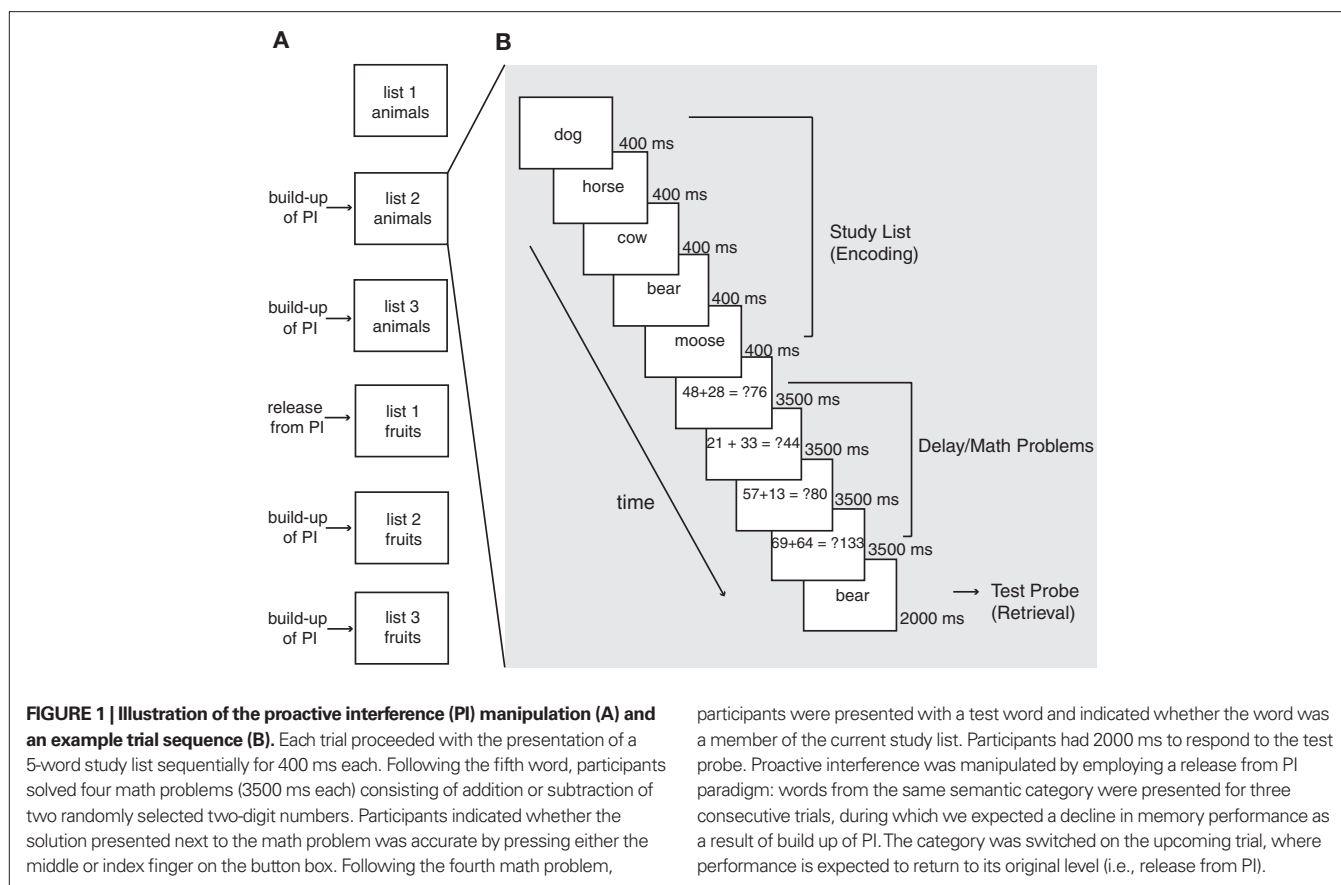 A
B
list 1
animals
build-up
of PI
list 2
animals
build-up
of PI
list 3
animals
release
from PI
list 1
fruits
build-up
of PI
list 2
fruits
build-up
of PI
list 3
fruits
dog
400 ms
horse
400 ms
cow
400 ms
bear
400 ms
moose
400 ms
Study List
(Encoding)
48+28 = ?76
3500 ms
21 + 33 = ?44
3500 ms
57+13 = ?80
3500 ms
69+64 = ?133
3500 ms
Delay/Math Problems
time
bear
2000 ms
Test Probe
(Retrieval)
FIGURE 1 | Illustration of the proactive interference (PI) manipulation (A) and
an example trial sequence (B). Each trial proceeded with the presentation of a
5-word study list sequentially for 400 ms each. Following the fifth word, participants
solved four math problems (3500 ms each) consisting of addition or subtraction of
two randomly selected two-digit numbers. Participants indicated whether the
solution presented next to the math problem was accurate by pressing either the
middle or index finger on the button box. Following the fourth math problem,
participants were presented with a test word and indicated whether the word was
a member of the current study list. Participants had 2000 ms to respond to the test
probe. Proactive interference was manipulated by employing a release from PI
paradigm: words from the same semantic category were presented for three
consecutive trials, during which we expected a decline in memory performance as
a result of build up of PI. The category was switched on the upcoming trial, where
performance is expected to return to its original level (i.e., release from PI).